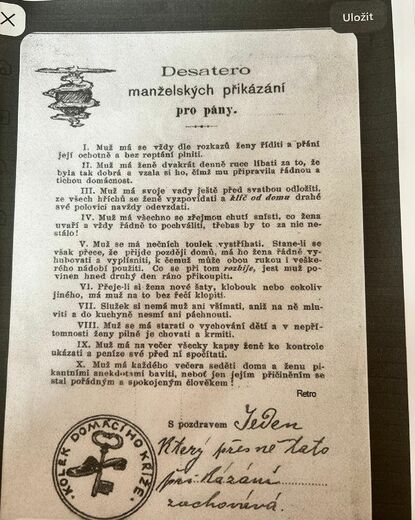 Uložit
Desatero
manželských přikázání
pro pány.
I. Muž má se vždy dle rozkazů ženy říditi a přání
její ochotně a bez reptání plniti.
II. Muž má ženě dvakrát denně ruce líbati za to, že
byla tak dobrá a vzala si ho, čímž mu připravila řádnou a
tichou domácnost.
III. Muž má svoje vady ještě před svatbou odložiti,
ze všech hříchů se ženě vyzpovídati a klíč od domu drahé
své polovici navždy odevzdati.
IV. Muž má všechno se zřejmou chutí snísti, co žena
uvaří a vždy řádně to pochváliti, třebas by to za nic ne-
stálo!
V. Muž má se nočních toulek vystříhati. Stane-li se
však přece, že přijde později domů, má ho žena řádně vy-
hubovati a vyplísniti, k čemuž může obou rukou i veške-
rého nádobí použíti. Co se při tom rozbije, jest muž po-
vinen hned druhý den ráno přikoupiti.
VI. Přeje-li si žena nové šaty, klobouk nebo cokoliv
jiného, má muž na to bez řečí klopiti.
VII. Služek si nemá muž ani všímati, aniž na ně mlu-
viti a do kuchyně nesmí ani páchnouti.
VIII. Muž má se starati o vychování dětí a v nepří-
tomnosti ženy pilně je chovati a krmiti.
IX. Muž má na večer všecky kapsy ženě ke kontrole
ukázati a peníze své před ní spočítati.
X. Muž má každého večera seděti doma a ženu pi-
kantními anekdotami baviti, neboť jen jejím přičiněním se
stal pořádným a spokojeným člověkem!
Retro
S pozdravem Jeden
který přesně tato
přikázání
zachovává.
KOLEK DOMÁCÍHO KŘÍŽE.